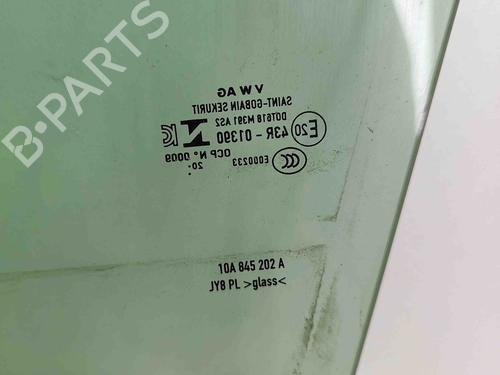 VW AG
SAINT-GOBAIN SEKURIT
DOT618 M391 AS2
E20 43R - 01390
OCP N° 0009
CCC E000233
20
10A 845 202 A
JY8 PL >glass<
B-PARTS